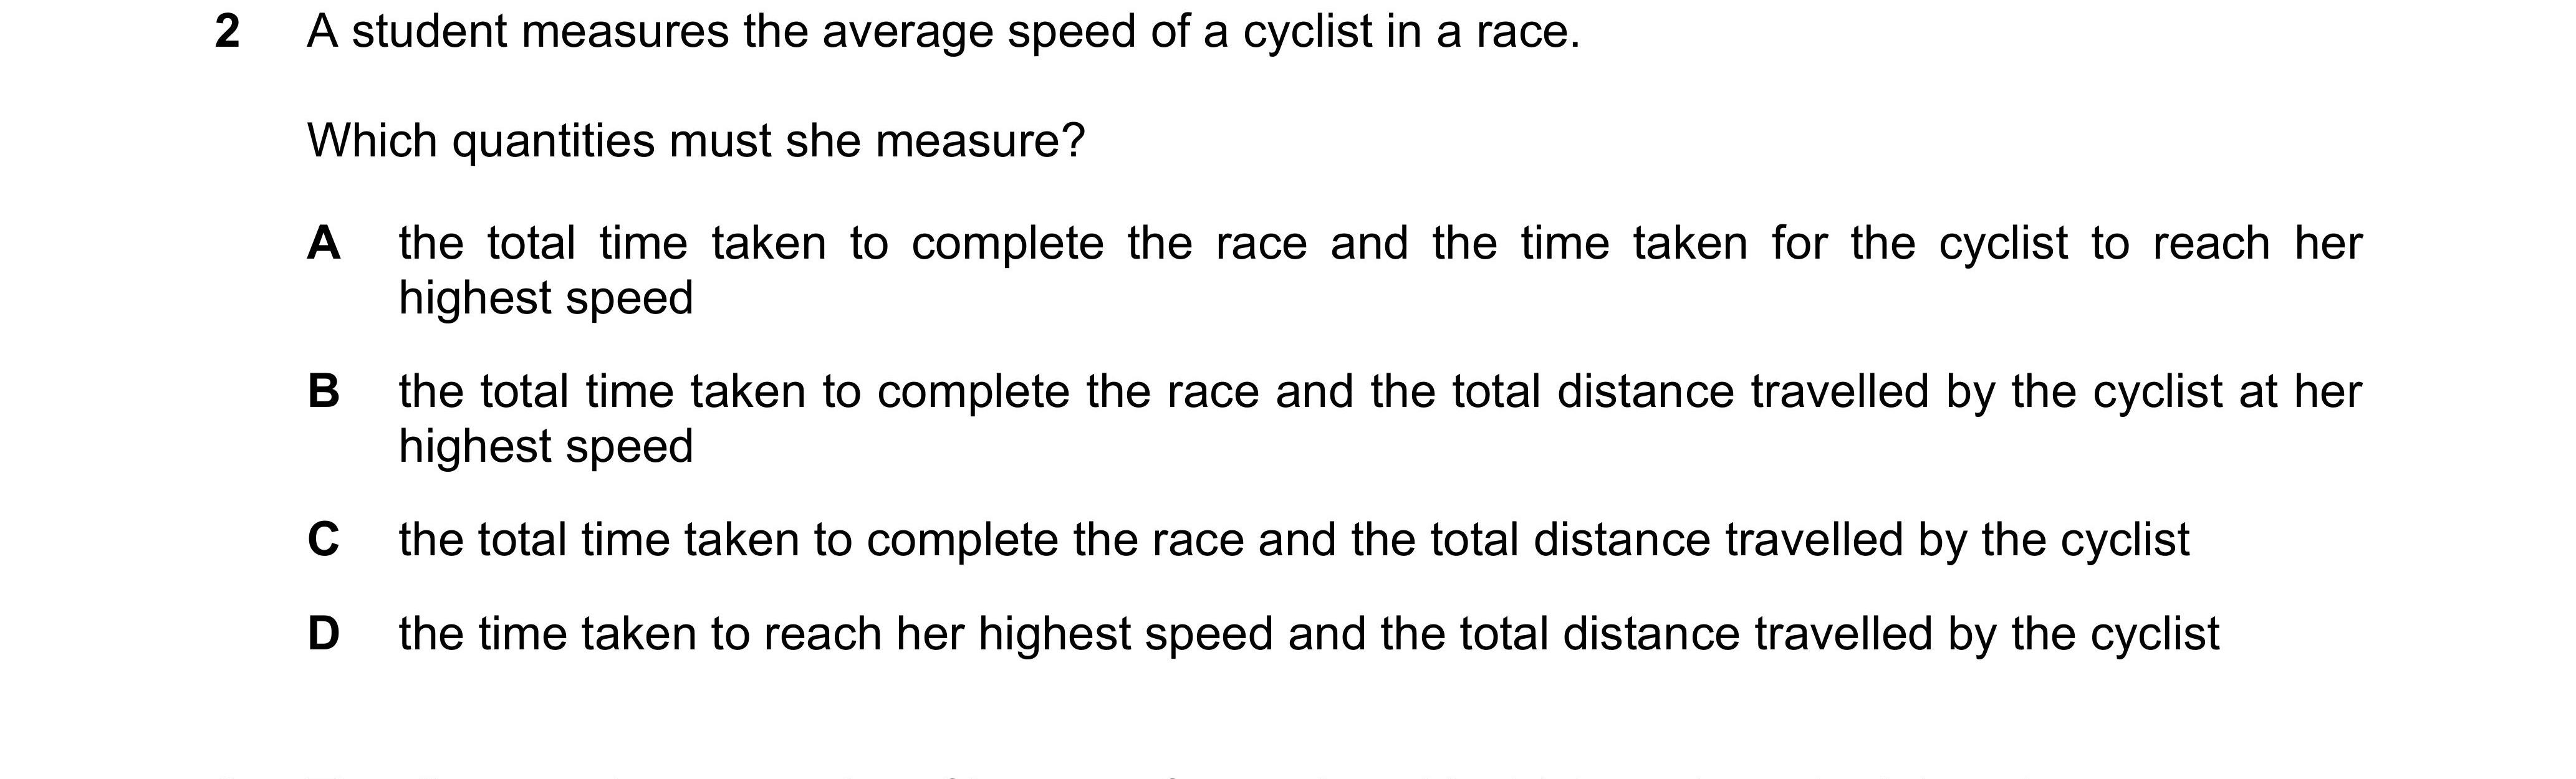 2 A student measures the average speed of a cyclist in a race.
Which quantities must she measure?
A the total time taken to complete the race and the time taken for the cyclist to reach her
highest speed
B the total time taken to complete the race and the total distance travelled by the cyclist at her
highest speed
C the total time taken to complete the race and the total distance travelled by the cyclist
D the time taken to reach her highest speed and the total distance travelled by the cyclist